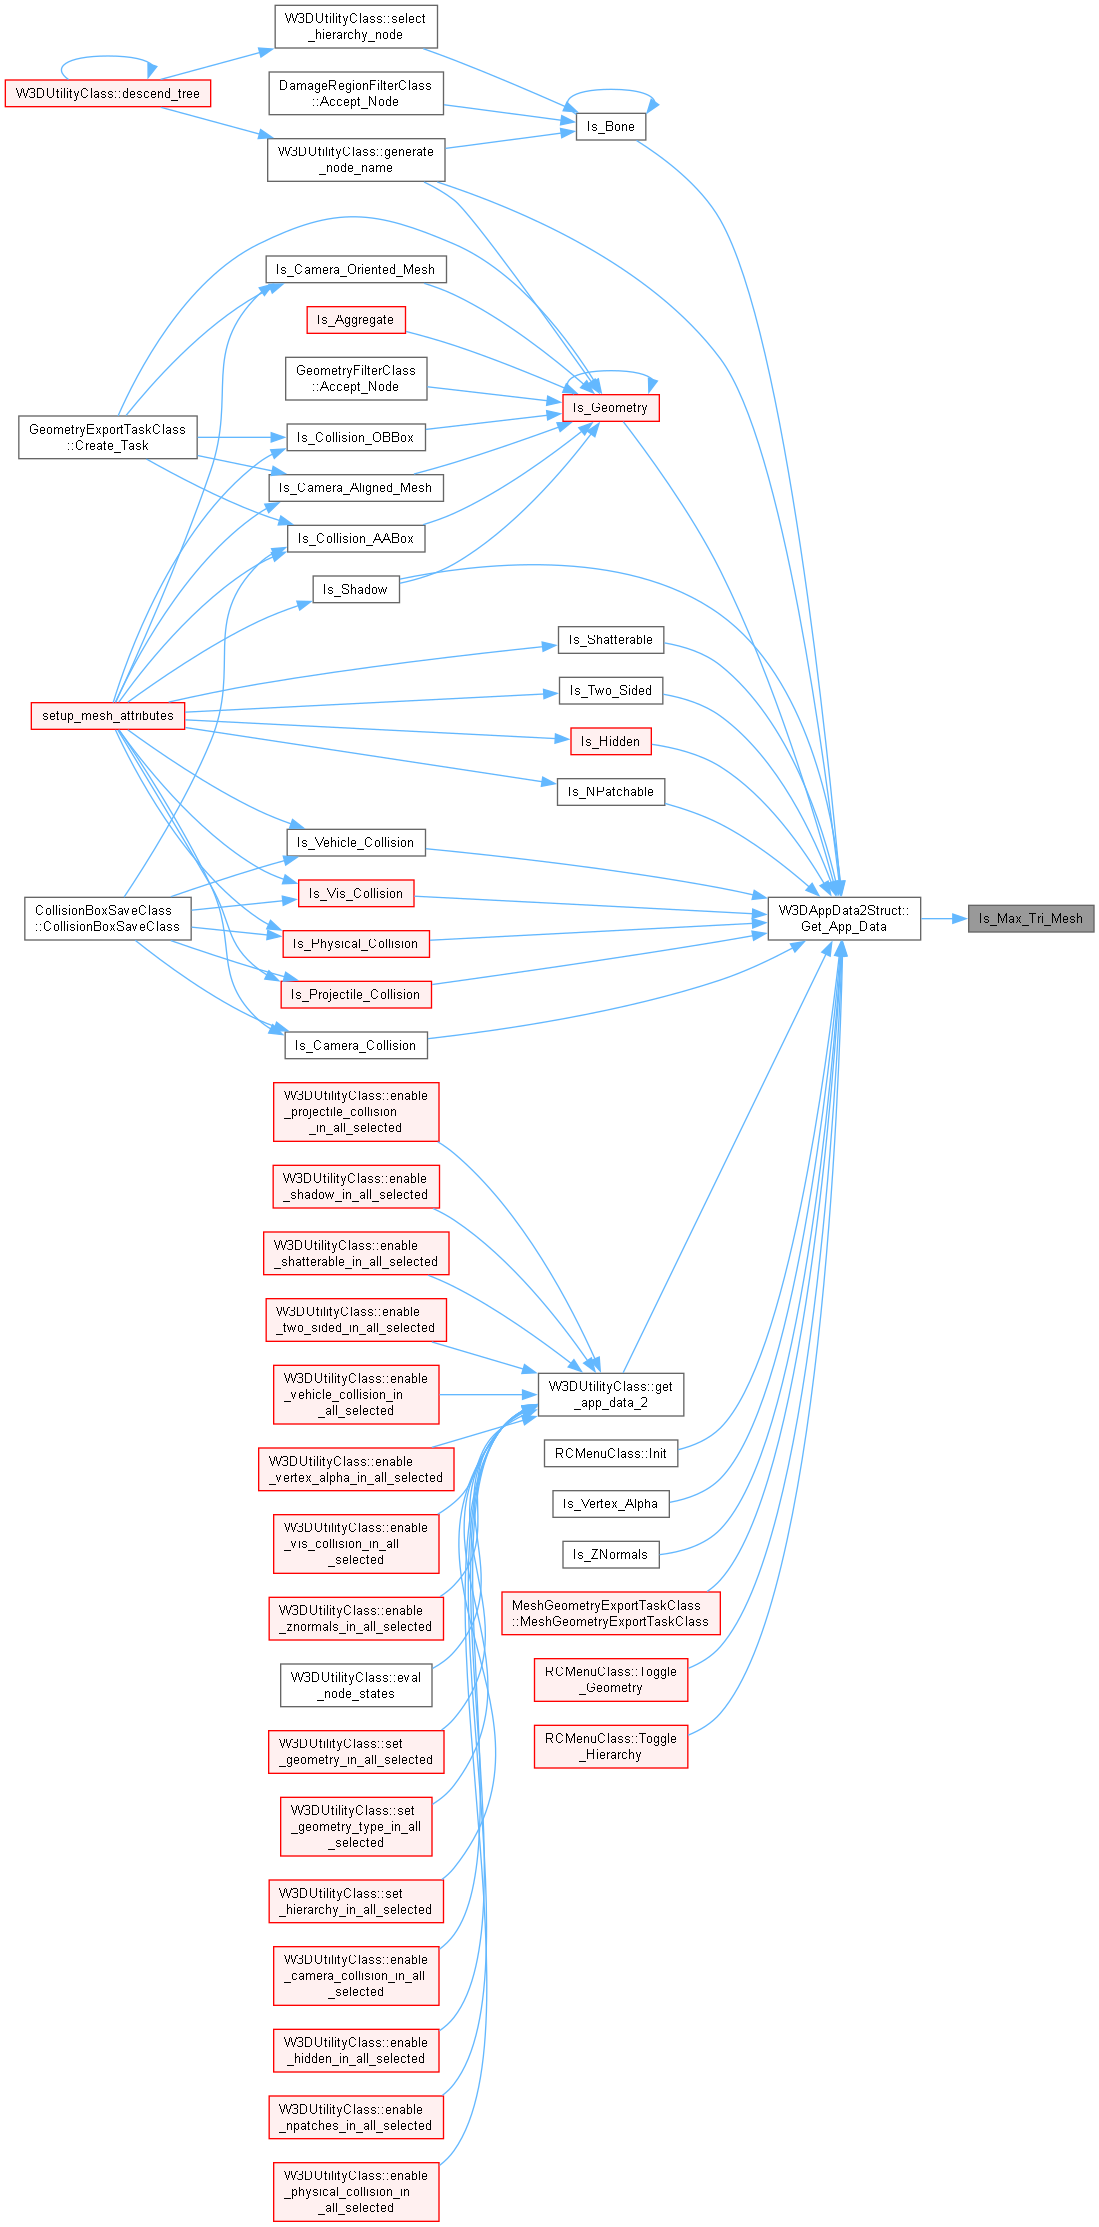 W3DUtilityClass::select
_hierarchy_node
DamageRegionFilterClass
::Accept_Node
W3DUtilityClass::descend_tree
Is_Bone
W3DUtilityClass::generate
_node_name
Is_Camera_Oriented_Mesh
Is_Aggregate
GeometryFilterClass
::Accept_Node
Is_Geometry
GeometryExportTaskClass
::Create_Task
Is_Collision_OBBox
Is_Camera_Aligned_Mesh
Is_Collision_AABox
Is_Shadow
Is_Shatterable
Is_Two_Sided
setup_mesh_attributes
Is_Hidden
Is_NPatchable
Is_Vehicle_Collision
Is_Vis_Collision
CollisionBoxSaveClass
::CollisionBoxSaveClass
W3DAppData2Struct::
Get_App_Data
Is_Max_Tri_Mesh
Is_Physical_Collision
Is_Projectile_Collision
Is_Camera_Collision
W3DUtilityClass::enable
_projectile_collision
_in_all_selected
W3DUtilityClass::enable
_shadow_in_all_selected
W3DUtilityClass::enable
_shatterable_in_all_selected
W3DUtilityClass::enable
_two_sided_in_all_selected
W3DUtilityClass::enable
_vehicle_collision_in
_all_selected
W3DUtilityClass::get
_app_data_2
RCMenuClass::Init
W3DUtilityClass::enable
_vertex_alpha_in_all_selected
Is_Vertex_Alpha
W3DUtilityClass::enable
_vis_collision_in_all
_selected
Is_ZNormals
W3DUtilityClass::enable
_znormals_in_all_selected
MeshGeometryExportTaskClass
::MeshGeometryExportTaskClass
W3DUtilityClass::eval
_node_states
RCMenuClass::Toggle
_Geometry
W3DUtilityClass::set
_geometry_in_all_selected
RCMenuClass::Toggle
_Hierarchy
W3DUtilityClass::set
_geometry_type_in_all
_selected
W3DUtilityClass::set
_hierarchy_in_all_selected
W3DUtilityClass::enable
_camera_collision_in_all
_selected
W3DUtilityClass::enable
_hidden_in_all_selected
W3DUtilityClass::enable
_npatches_in_all_selected
W3DUtilityClass::enable
_physical_collision_in
_all_selected